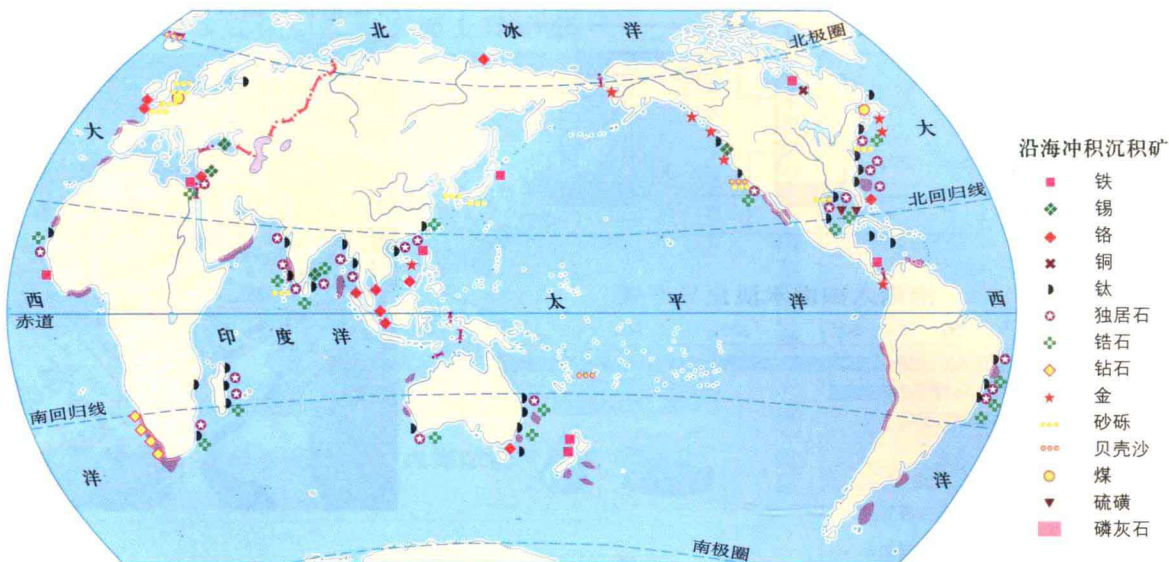 北冰洋
北极圈
大
大
北回归线
西
太平洋
西
赤道
印度洋
南回归线
洋
洋
南极圈
沿海冲积沉积矿
铁
锡
铬
铜
钛
独居石
锆石
钻石
金
砂砾
贝壳沙
煤
硫磺
磷灰石